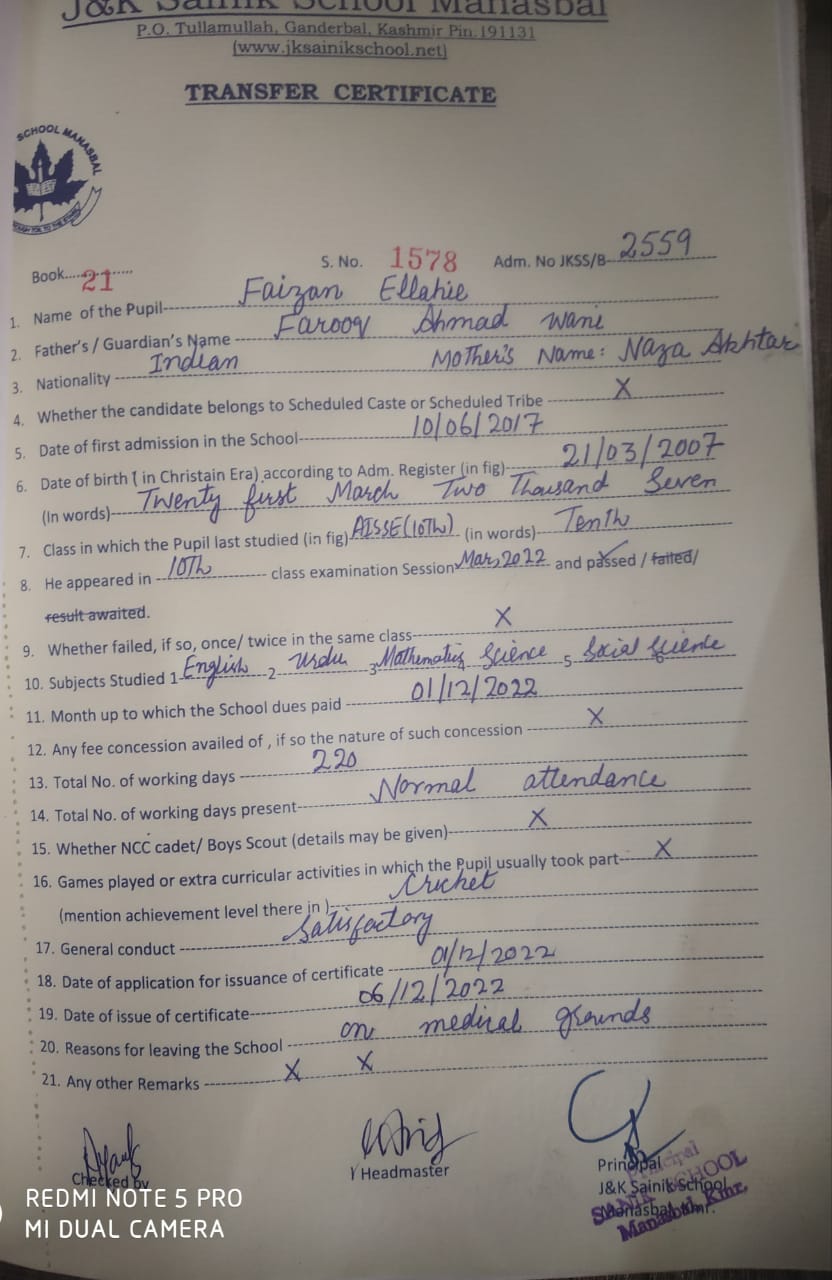 J&K Sainik School Manasbal
P.O. Tullamullah, Ganderbal, Kashmir Pin.191131
(www.jksainikschool.net)
TRANSFER CERTIFICATE
SCHOOL MANASBAL
Book.....21......
S. No. 1578 Adm. No JKSS/B-2559
1. Name of the Pupil Faizan Ellahie
2. Father's / Guardian's Name Farooq Ahmad Wani
3. Nationality Indian Mother's Name: Naza Akhtar
4. Whether the candidate belongs to Scheduled Caste or Scheduled Tribe X
5. Date of first admission in the School 10/06/2017
6. Date of birth ( in Christain Era) according to Adm. Register (in fig) 21/03/2007
(In words) Twenty first March Two Thousand Seven
7. Class in which the Pupil last studied (in fig) AISSE(10Th) (in words) Tenth
8. He appeared in 10Th class examination Session Mar,2022 and passed / failed/
result awaited.
9. Whether failed, if so, once/ twice in the same class X
10. Subjects Studied 1 English 2 Urdu 3 Mathematics Science 5 Social Science
11. Month up to which the School dues paid 01/12/2022
12. Any fee concession availed of , if so the nature of such concession X
13. Total No. of working days 220
14. Total No. of working days present Normal attendance
15. Whether NCC cadet/ Boys Scout (details may be given) X
16. Games played or extra curricular activities in which the Pupil usually took part X
(mention achievement level there in ) Cricket
17. General conduct Satisfactory
18. Date of application for issuance of certificate 01/12/2022
19. Date of issue of certificate 06/12/2022
20. Reasons for leaving the School on medical grounds
21. Any other Remarks X X
Checked by
Headmaster
Principal
J&K Sainik School
Manasbal Kmr.
Principal
SAINIK SCHOOL
Manasbal Kmr.
REDMI NOTE 5 PRO
MI DUAL CAMERA